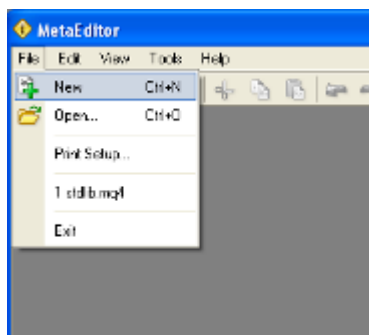 MetaEditor
File Edit View Tools Help
New Ctrl+N
Open... Ctrl+O
Print Setup...
1 stdlib.mq4
Exit